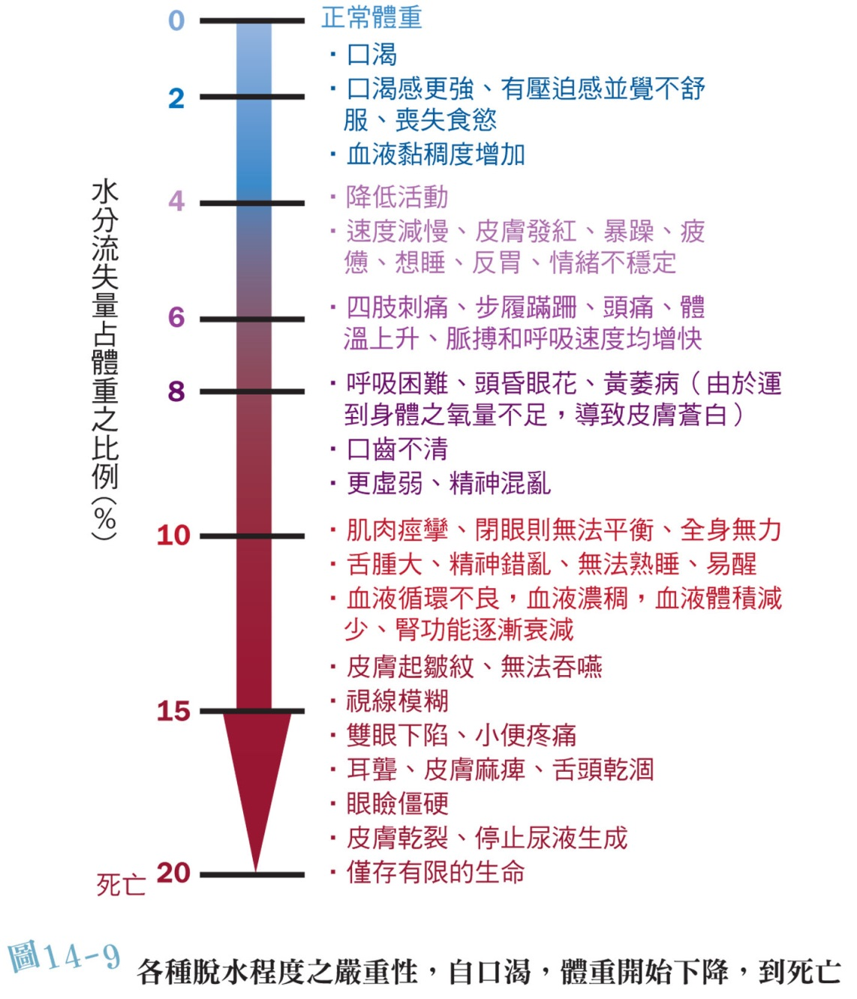 水分流失量占體重之比例（%）
0 正常體重
・口渴
2 ・口渴感更強、有壓迫感並覺不舒
服、喪失食慾
・血液黏稠度增加
4 ・降低活動
・速度減慢、皮膚發紅、暴躁、疲
憊、想睡、反胃、情緒不穩定
6 ・四肢刺痛、步履蹣跚、頭痛、體
溫上升、脈搏和呼吸速度均增快
8 ・呼吸困難、頭昏眼花、黃萎病（由於運
到身體之氧量不足，導致皮膚蒼白）
・口齒不清
・更虛弱、精神混亂
10 ・肌肉痙攣、閉眼則無法平衡、全身無力
・舌腫大、精神錯亂、無法熟睡、易醒
・血液循環不良，血液濃稠，血液體積減
少、腎功能逐漸衰減
・皮膚起皺紋、無法吞嚥
15 ・視線模糊
・雙眼下陷、小便疼痛
・耳聾、皮膚麻痺、舌頭乾涸
・眼瞼僵硬
・皮膚乾裂、停止尿液生成
死亡 20 ・僅存有限的生命
圖14-9 各種脫水程度之嚴重性，自口渴，體重開始下降，到死亡